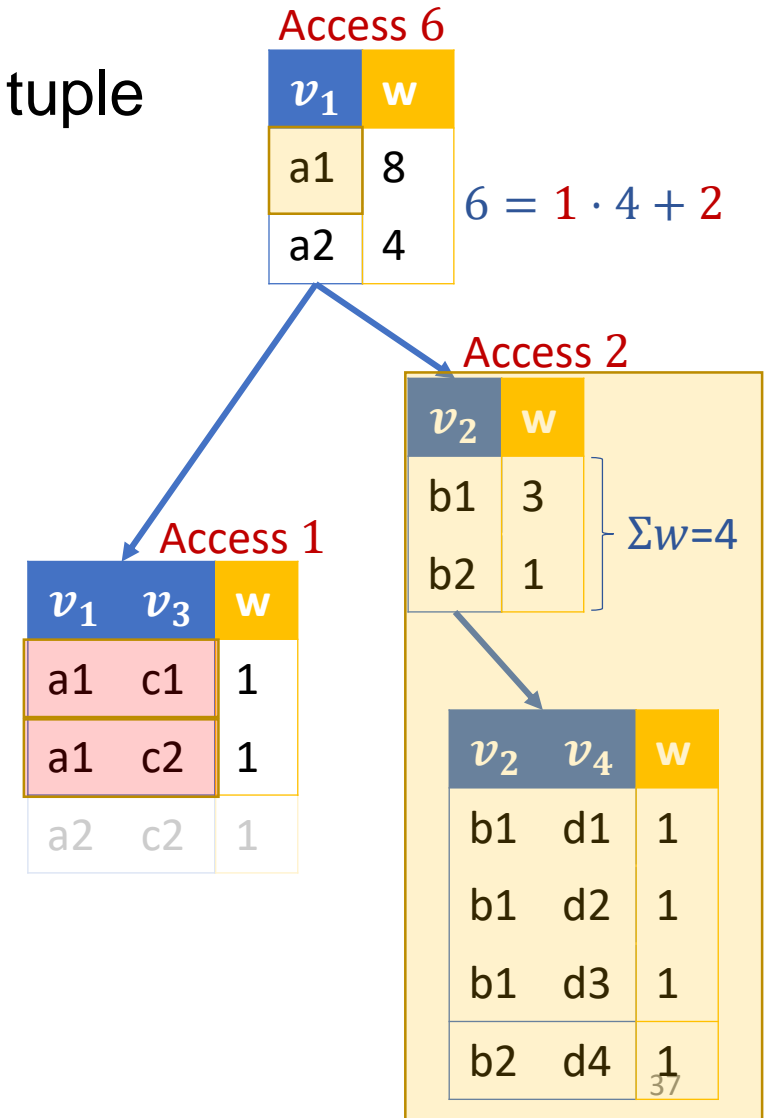 Access 6
tuple
v₁ w
a1 8
6 = 1 · 4 + 2
a2 4
Access 2
v₂ w
b1 3
Σw=4
b2 1
Access 1
v₁ v₃ w
a1 c1 1
a1 c2 1
a2 c2 1
v₂ v₄ w
b1 d1 1
b1 d2 1
b1 d3 1
b2 d4 1
37